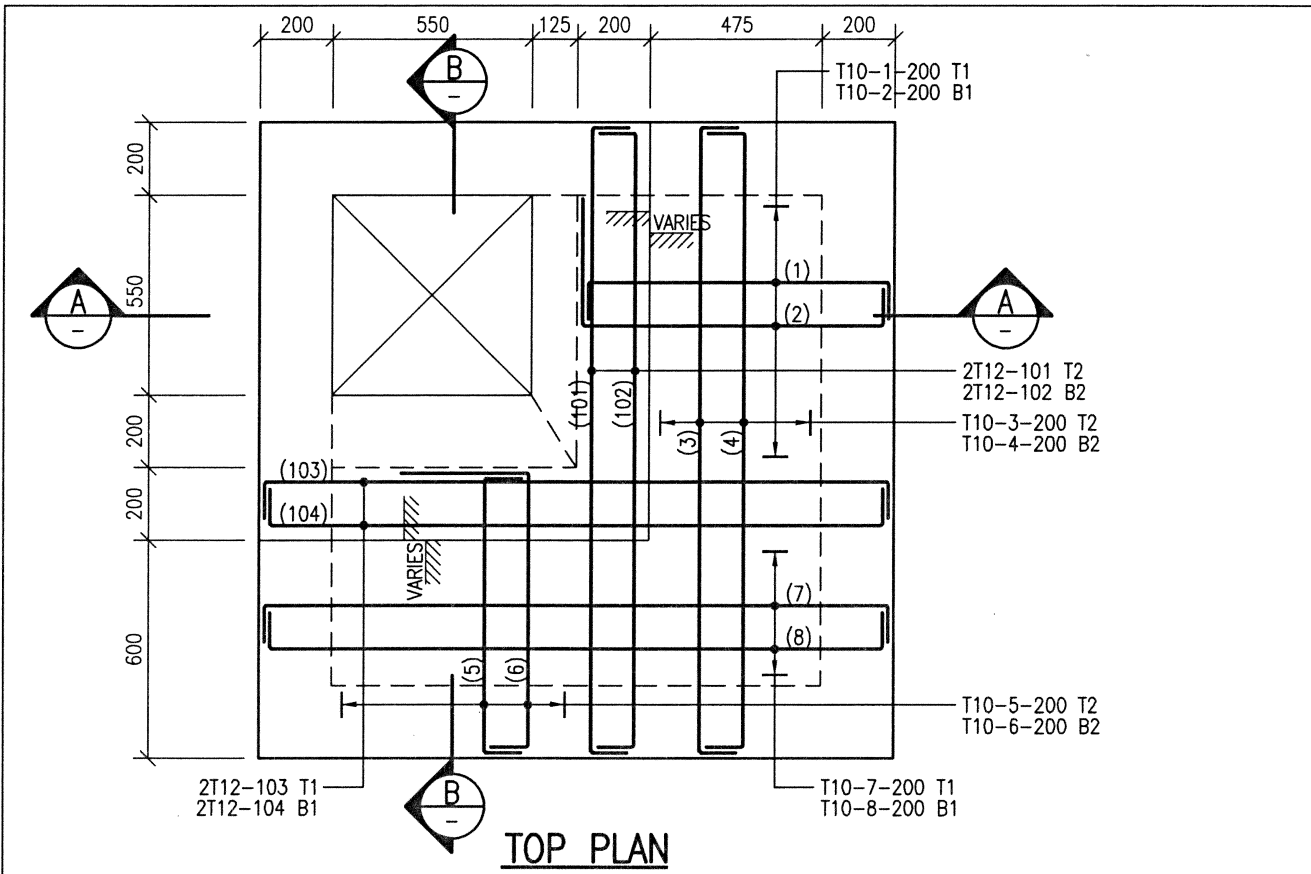 200 550 125 200 475 200
B
-
T10-1-200 T1
T10-2-200 B1
200
VARIES
550
(1)
A
-
A
-
(2)
2T12-101 T2
2T12-102 B2
(101)
(102)
200
(3)
(4)
T10-3-200 T2
T10-4-200 B2
(103)
200
(104)
VARIES
(7)
600
(8)
(5)
(6)
T10-5-200 T2
T10-6-200 B2
2T12-103 T1
2T12-104 B1
B
-
T10-7-200 T1
T10-8-200 B1
TOP PLAN